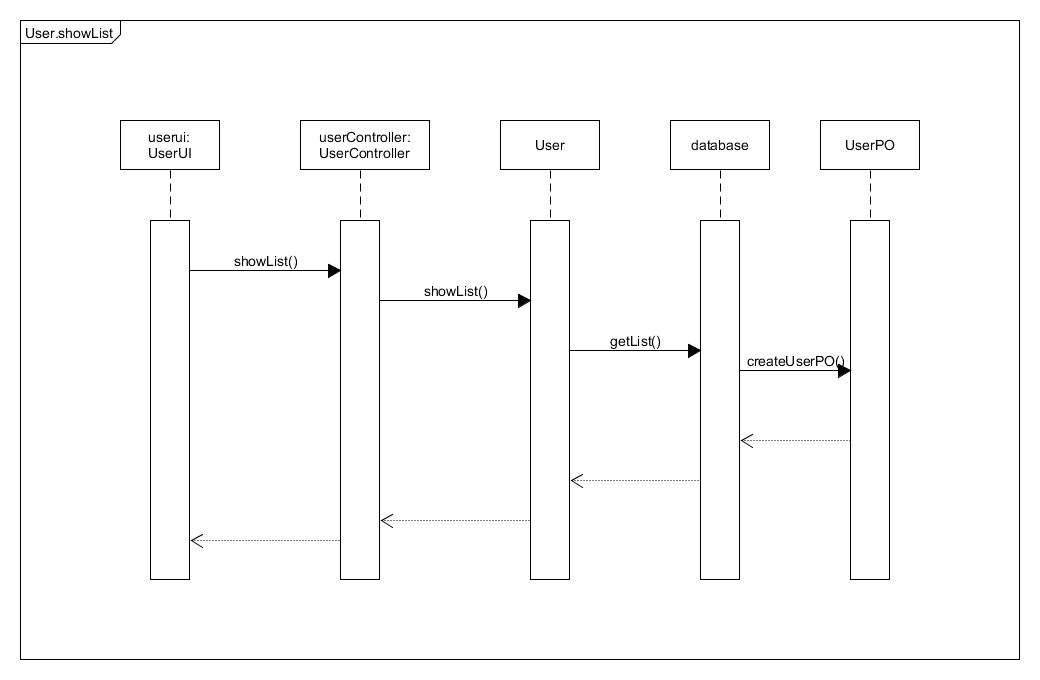 User.showList
userui:
UserUI
userController:
UserController
User
database
UserPO
showList()
showList()
getList()
createUserPO()